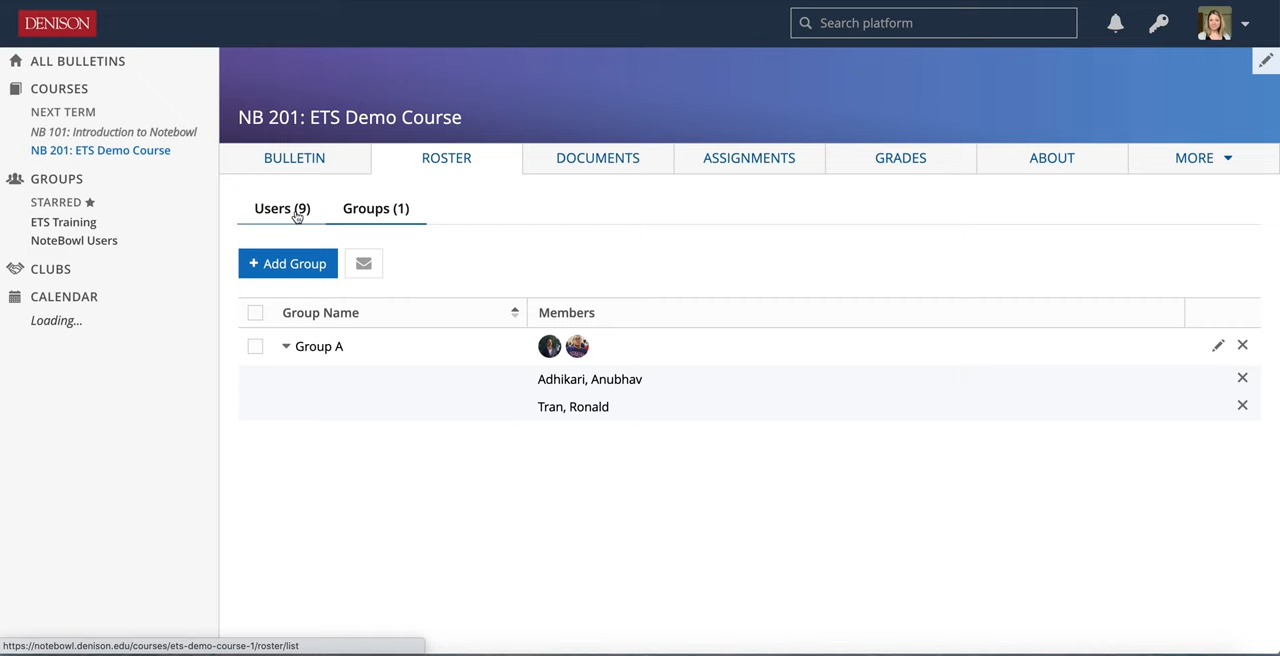 DENISON
Search platform
ALL BULLETINS
COURSES
NEXT TERM
NB 101: Introduction to Notebowl
NB 201: ETS Demo Course
GROUPS
STARRED
ETS Training
NoteBowl Users
CLUBS
CALENDAR
Loading...
NB 201: ETS Demo Course
BULLETIN ROSTER DOCUMENTS ASSIGNMENTS GRADES ABOUT MORE
Users (9) Groups (1)
+ Add Group
Group Name Members
Group A
Adhikari, Anubhav
Tran, Ronald
https://notebowl.denison.edu/courses/ets-demo-course-1/roster/list